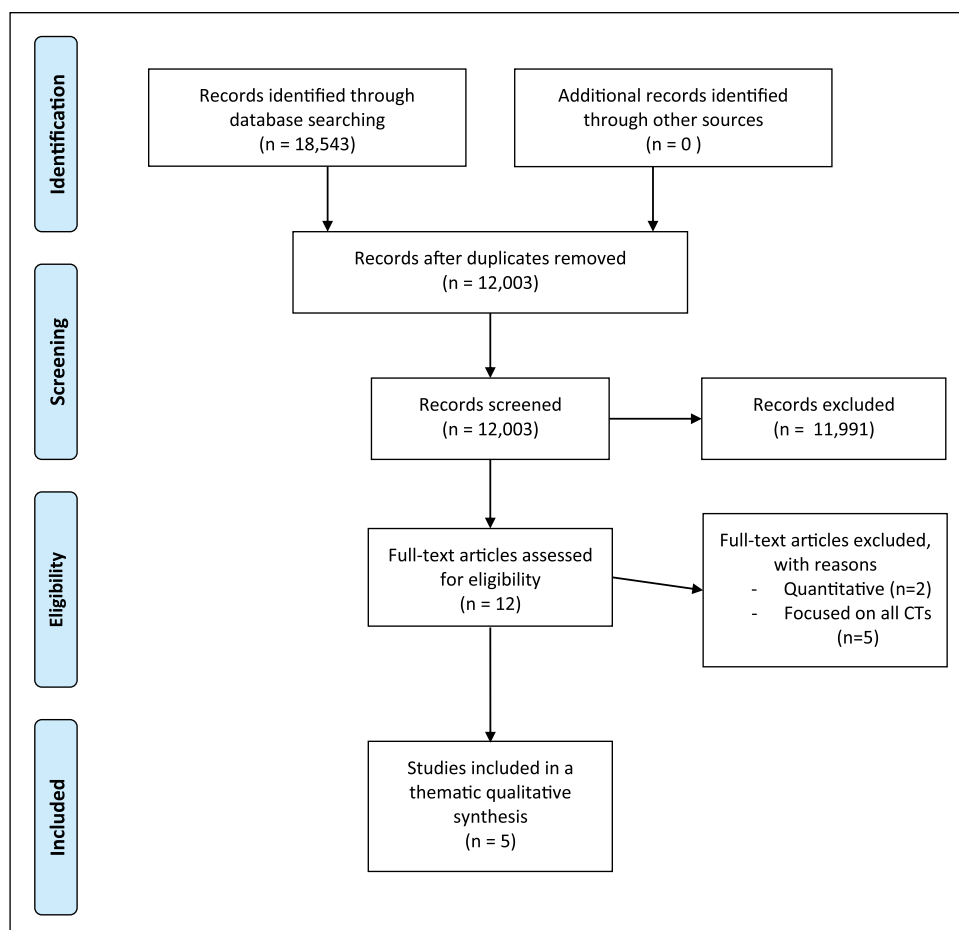 Identification
Records identified through
database searching
(n = 18,543)
Additional records identified
through other sources
(n = 0 )
Records after duplicates removed
(n = 12,003)
Screening
Records screened
(n = 12,003)
Records excluded
(n = 11,991)
Eligibility
Full-text articles assessed
for eligibility
(n = 12)
Full-text articles excluded,
with reasons
- Quantitative (n=2)
- Focused on all CTs
(n=5)
Included
Studies included in a
thematic qualitative
synthesis
(n = 5)